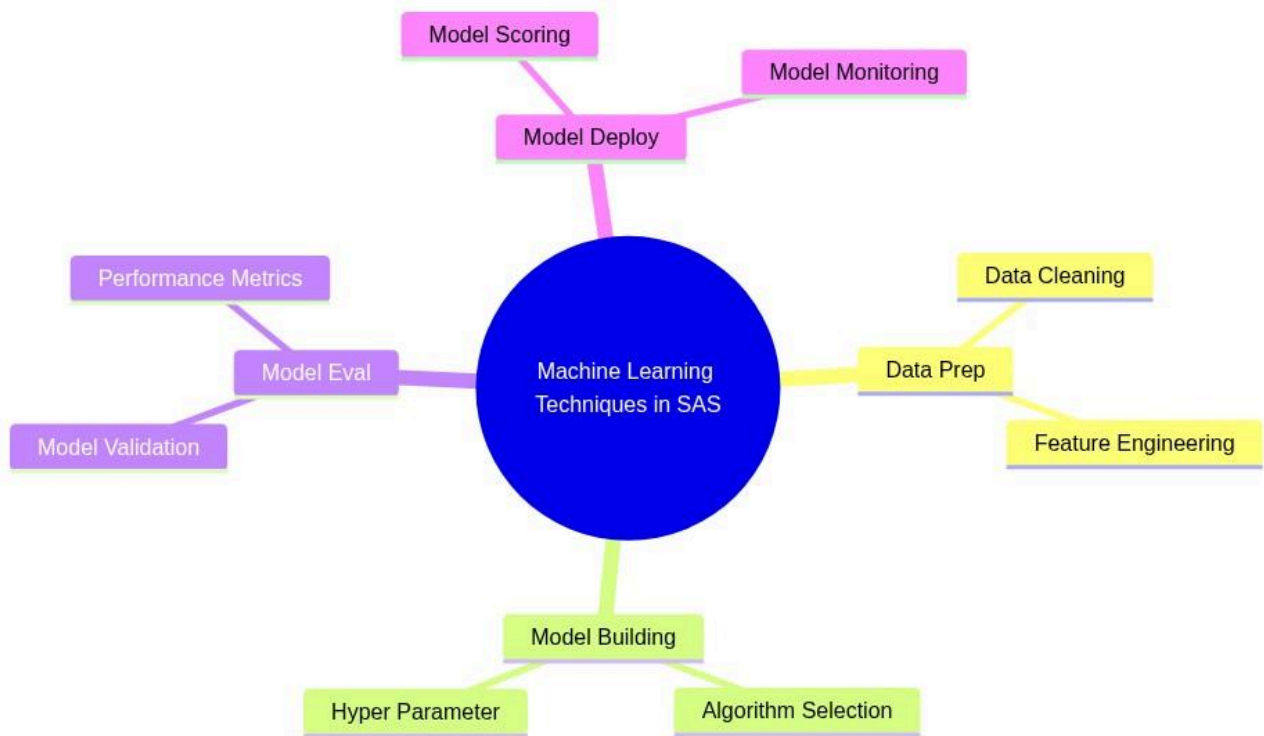 Model Scoring
Model Monitoring
Model Deploy
Performance Metrics
Data Cleaning
Model Eval
Machine Learning
Techniques in SAS
Data Prep
Model Validation
Feature Engineering
Model Building
Hyper Parameter
Algorithm Selection